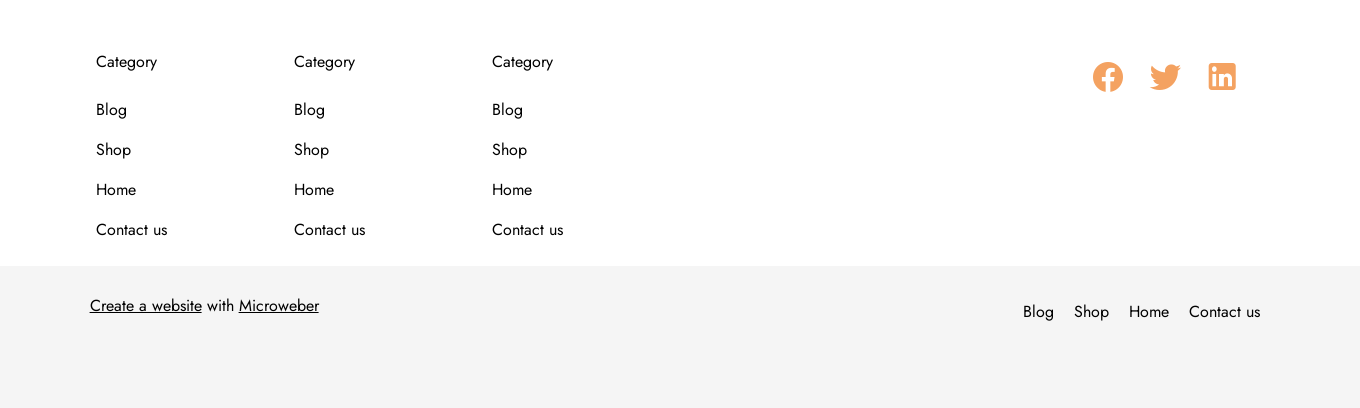 Category
Blog
Shop
Home
Contact us
Category
Blog
Shop
Home
Contact us
Category
Blog
Shop
Home
Contact us
Create a website with Microweber
Blog Shop Home Contact us